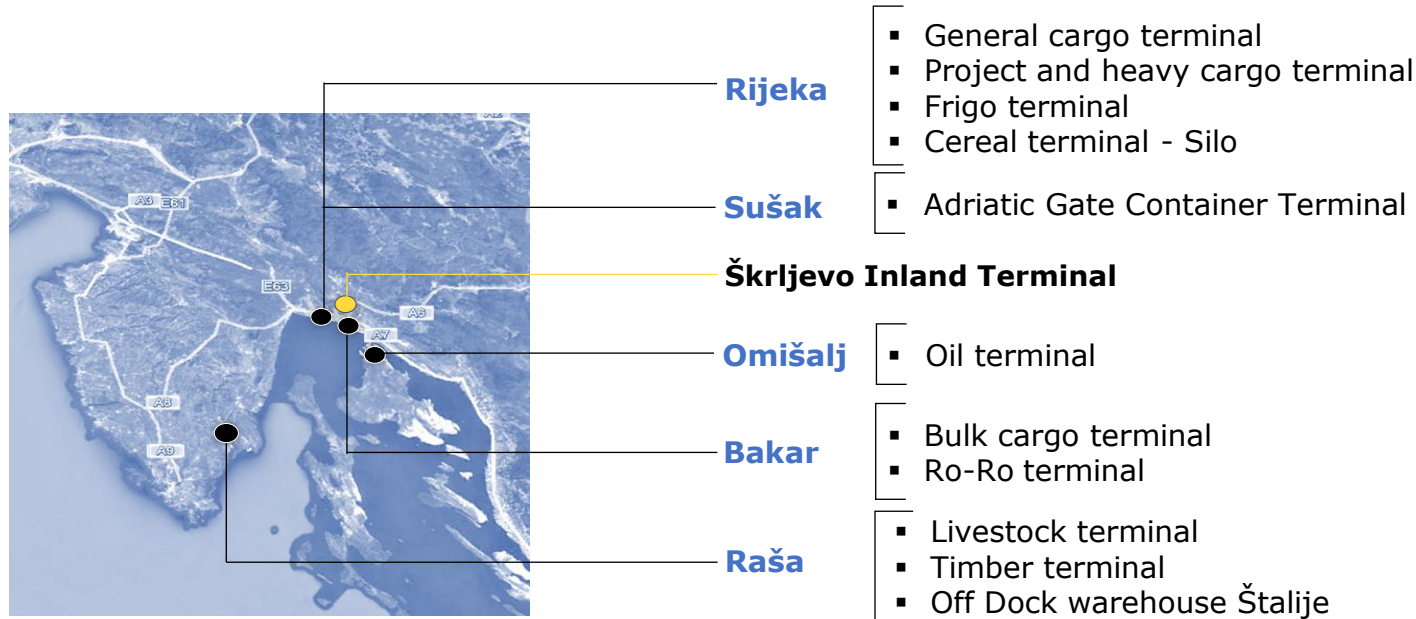 Rijeka
▪ General cargo terminal
▪ Project and heavy cargo terminal
▪ Frigo terminal
▪ Cereal terminal - Silo
Sušak
▪ Adriatic Gate Container Terminal
Škrljevo Inland Terminal
Omišalj
▪ Oil terminal
Bakar
▪ Bulk cargo terminal
▪ Ro-Ro terminal
Raša
▪ Livestock terminal
▪ Timber terminal
▪ Off Dock warehouse Štalije
A3
E61
E63
A6
A7
A8
A9